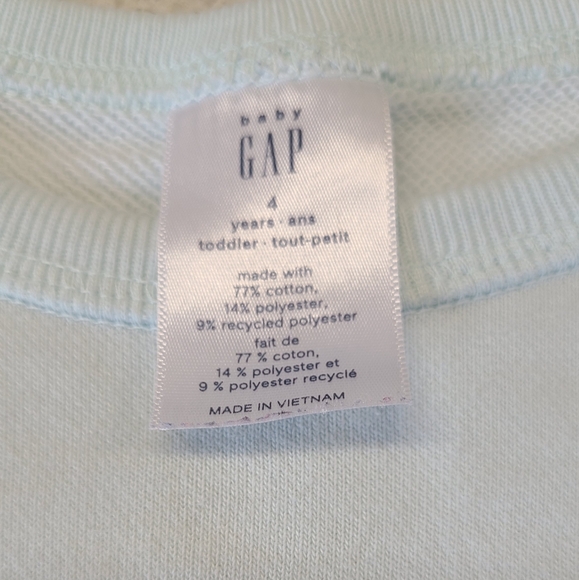 baby
GAP
4
years · ans
toddler · tout-petit
made with
77% cotton,
14% polyester,
9% recycled polyester
fait de
77 % coton,
14 % polyester et
9 % polyester recyclé
MADE IN VIETNAM